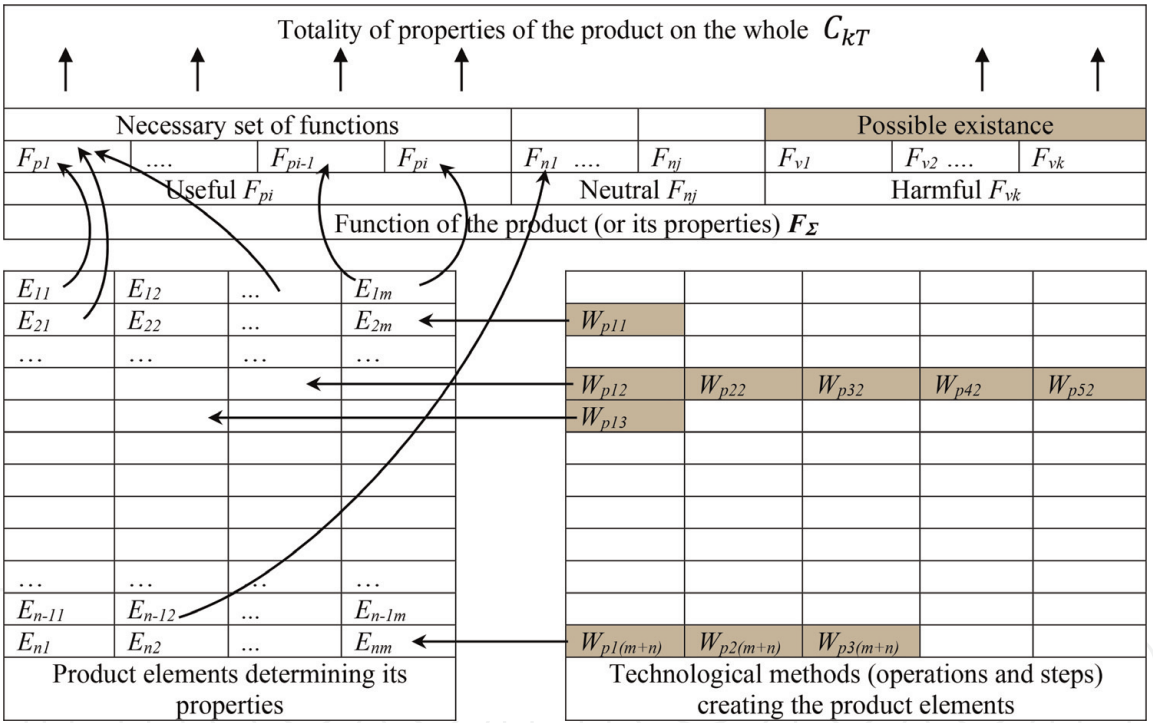 Totality of properties of the product on the whole C_kT
Necessary set of functions Possible existance
F_p1 .... F_pi-1 F_pi F_n1 .... F_nj F_v1 F_v2 .... F_vk
Useful F_pi Neutral F_nj Harmful F_vk
Function of the product (or its properties) F_Σ
E_11 E_12 ... E_1m
E_21 E_22 ... E_2m W_p11
... ... ... ...
W_p12 W_p22 W_p32 W_p42 W_p52
W_p13
... ... ... ...
E_n-11 E_n-12 ... E_n-1m
E_n1 E_n2 ... E_nm W_p1(m+n) W_p2(m+n) W_p3(m+n)
Product elements determining its
properties
Technological methods (operations and steps)
creating the product elements